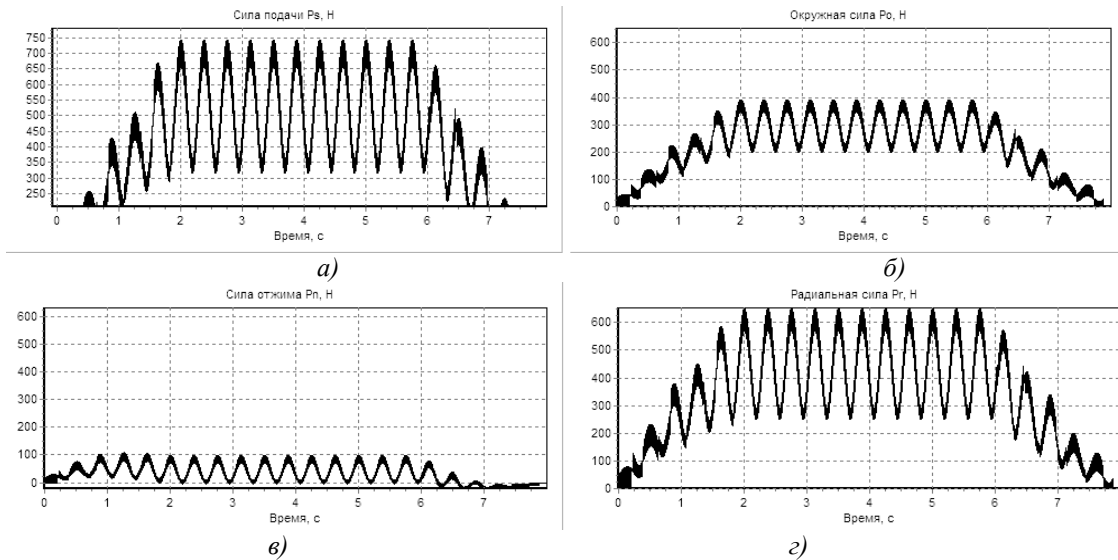 Сила подачи Ps, Н
750
700
650
600
550
500
450
400
350
300
250
0 1 2 3 4 5 6 7
Время, с
а)
Окружная сила Po, Н
600
500
400
300
200
100
0
0 1 2 3 4 5 6 7
Время, с
б)
Сила отжима Pn, Н
600
500
400
300
200
100
0
0 1 2 3 4 5 6 7
Время, с
в)
Радиальная сила Pr, Н
600
500
400
300
200
100
0
0 1 2 3 4 5 6 7
Время, с
г)